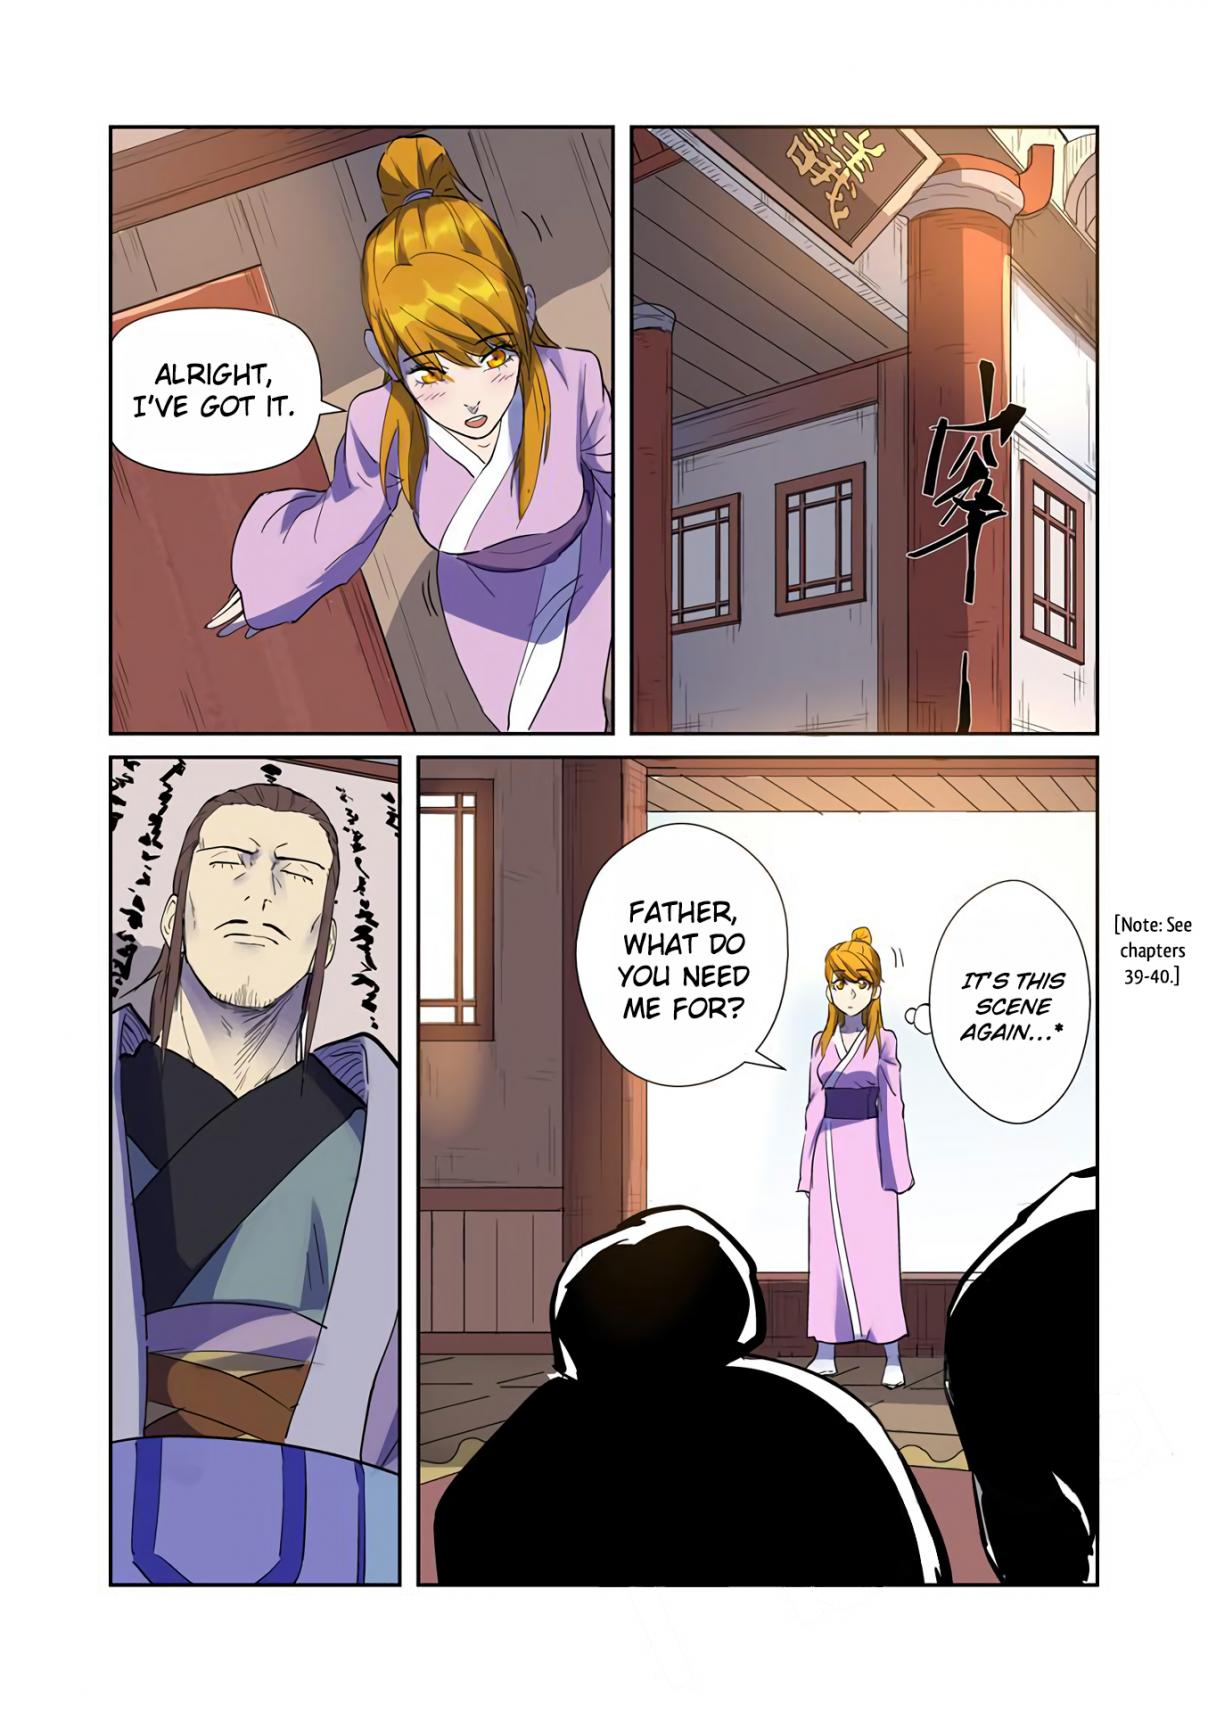 ALRIGHT,
I'VE GOT IT.
FATHER,
WHAT DO
YOU NEED
ME FOR?
IT'S THIS
SCENE
AGAIN...*
[Note: See
chapters
39-40.]